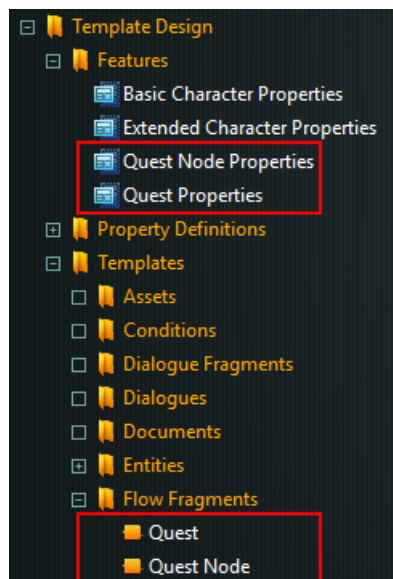 Template Design
Features
Basic Character Properties
Extended Character Properties
Quest Node Properties
Quest Properties
Property Definitions
Templates
Assets
Conditions
Dialogue Fragments
Dialogues
Documents
Entities
Flow Fragments
Quest
Quest Node